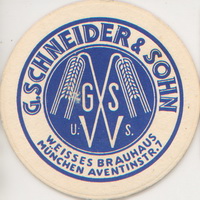 G. SCHNEIDER & SOHN
G S
U. S.
W
WEISSES BRAUHAUS
MÜNCHEN AVENTINSTR. 7